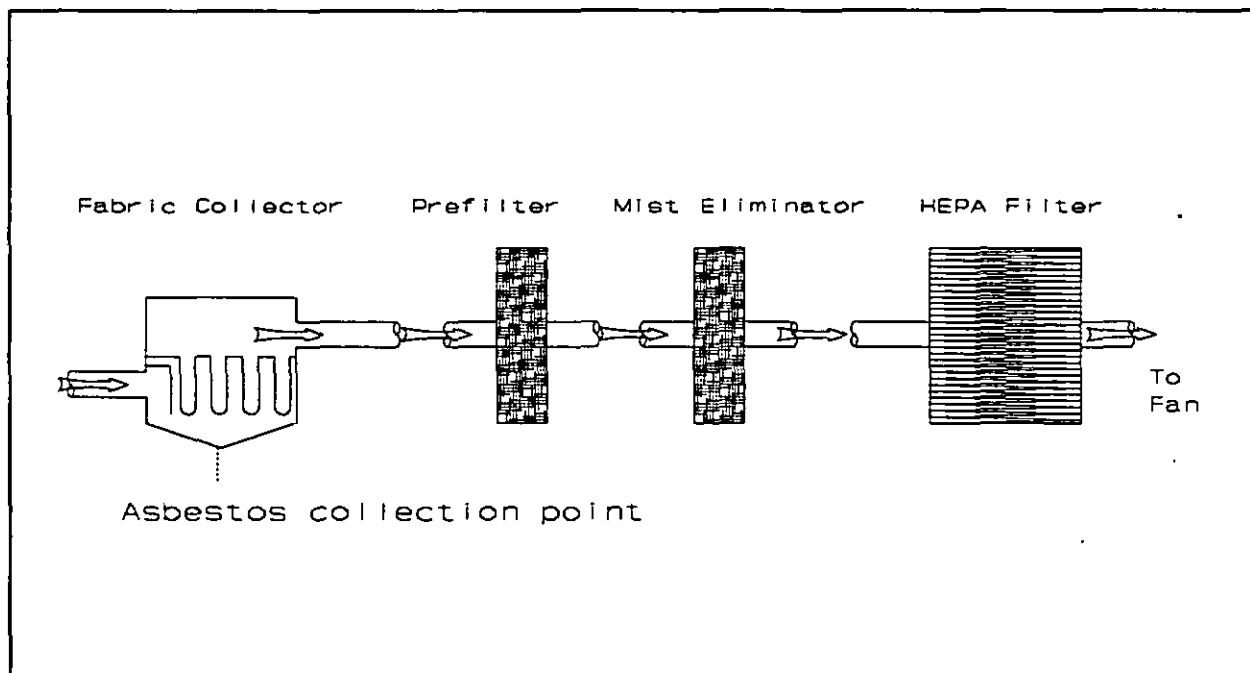 Fabric Collector Prefilter Mist Eliminator HEPA Filter
To
Fan
Asbestos collection point